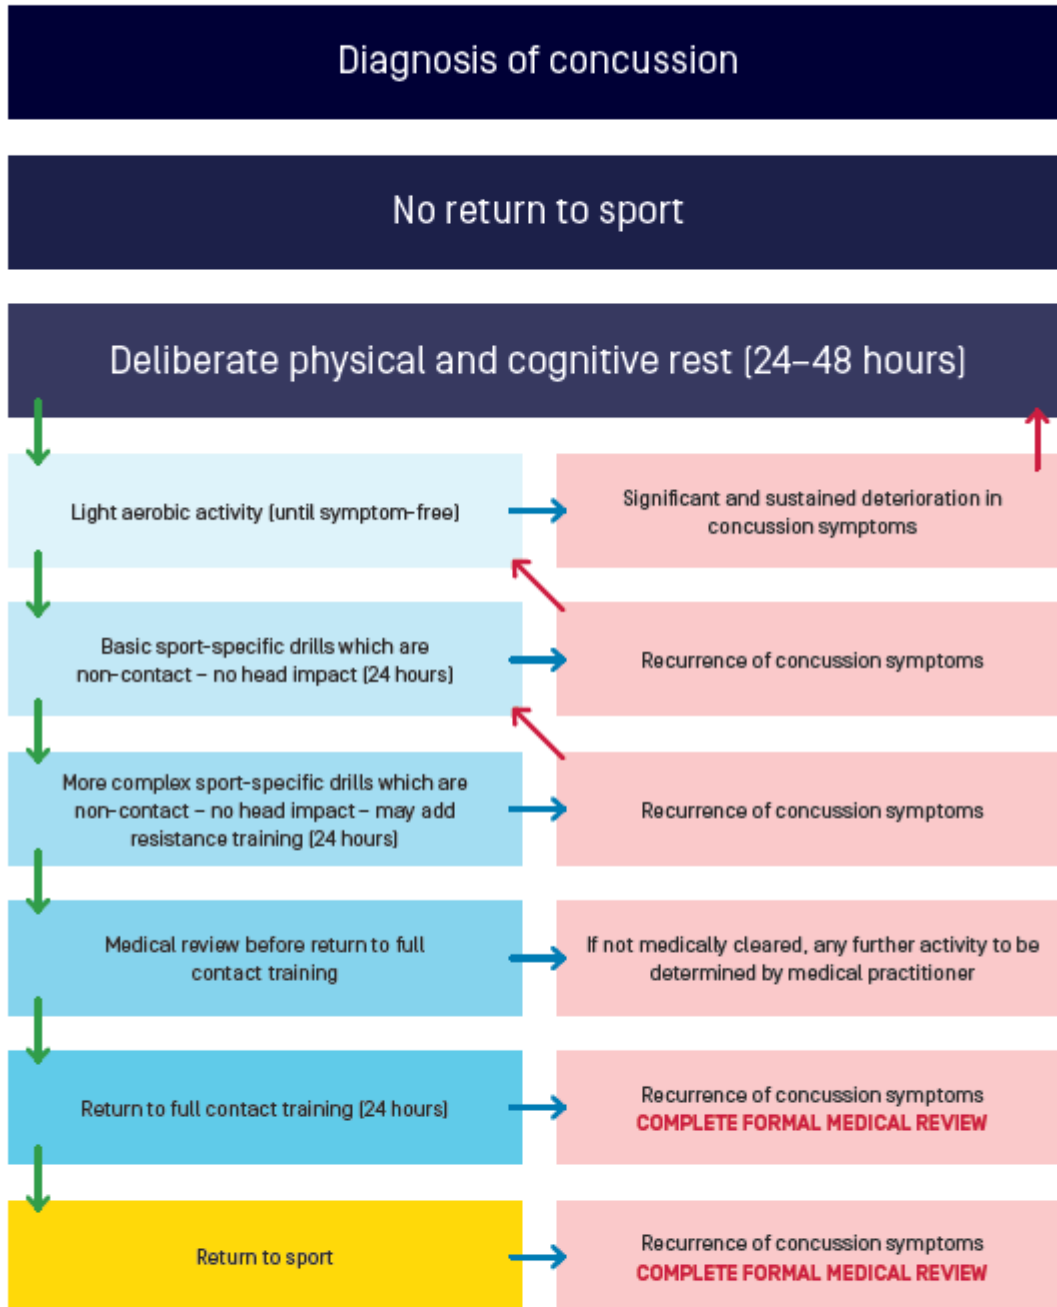 Diagnosis of concussion
No return to sport
Deliberate physical and cognitive rest (24–48 hours)
Light aerobic activity (until symptom-free)
Significant and sustained deterioration in
concussion symptoms
Basic sport-specific drills which are
non-contact – no head impact (24 hours)
Recurrence of concussion symptoms
More complex sport-specific drills which are
non-contact – no head impact – may add
resistance training (24 hours)
Recurrence of concussion symptoms
Medical review before return to full
contact training
If not medically cleared, any further activity to be
determined by medical practitioner
Return to full contact training (24 hours)
Recurrence of concussion symptoms
COMPLETE FORMAL MEDICAL REVIEW
Return to sport
Recurrence of concussion symptoms
COMPLETE FORMAL MEDICAL REVIEW